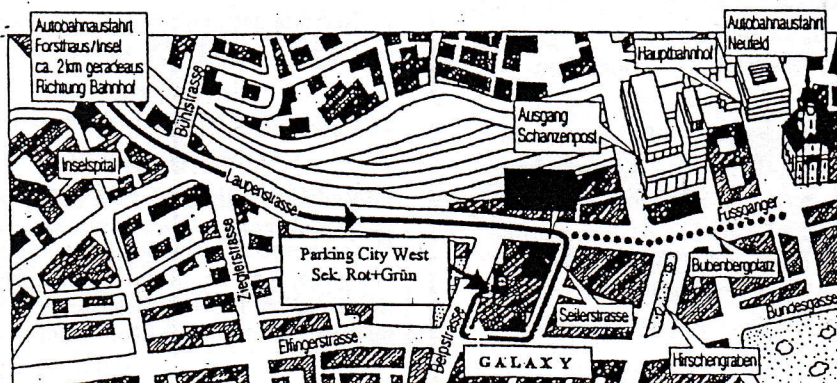 Autobahnausfahrt
Forsthaus/Insel
ca. 2km geradeaus
Richtung Bahnhof
Autobahnausfahrt
Neufeld
Hauptbahnhof
Bühlstrasse
Ausgang
Schanzenpost
Inselspital
Laupenstrasse
Fussgänger
Zieglerstrasse
Parking City West
Sek. Rot+Grün
Bubenbergplatz
Seilerstrasse
Bundesgasse
Belpstrasse
Effingerstrasse
GALAXY
Hirschengraben